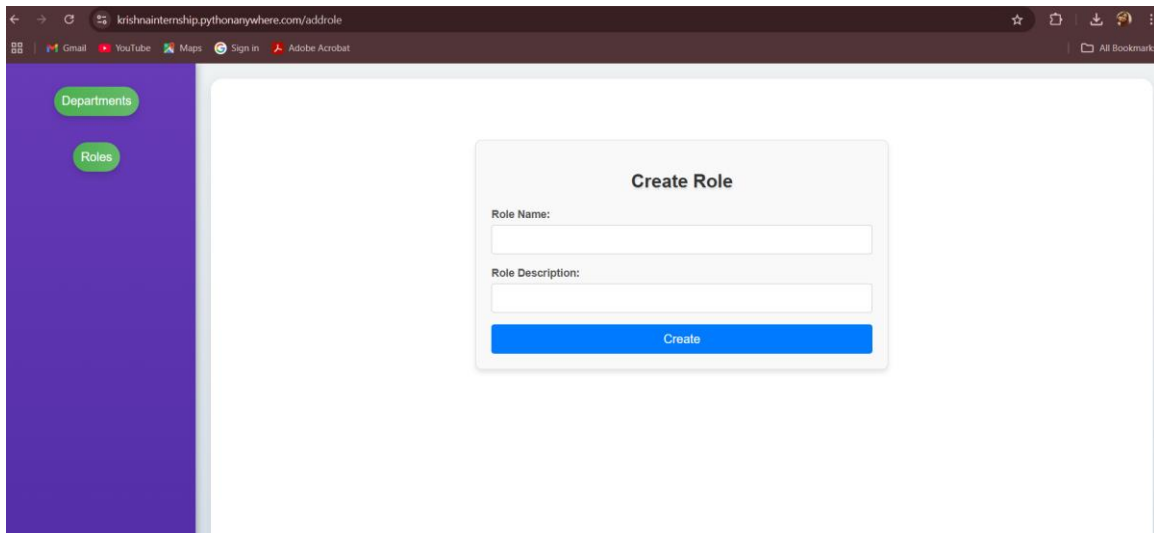 krishnainternship.pythonanywhere.com/addrole
Gmail YouTube Maps Sign in Adobe Acrobat All Bookmark
Departments
Roles
Create Role
Role Name:
Role Description:
Create